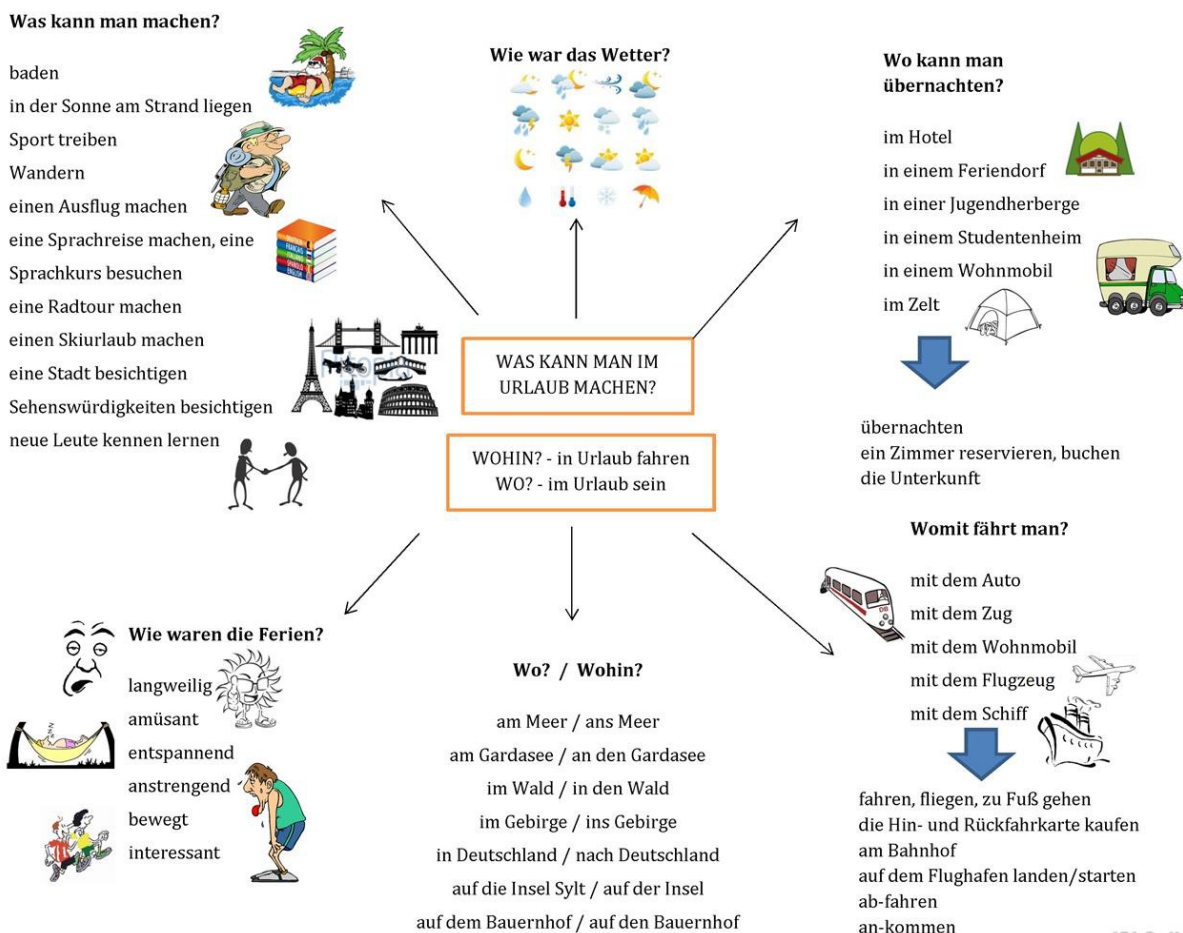 Was kann man machen?
baden
in der Sonne am Strand liegen
Sport treiben
Wandern
einen Ausflug machen
eine Sprachreise machen, eine
Sprachkurs besuchen
eine Radtour machen
einen Skiurlaub machen
eine Stadt besichtigen
Sehenswürdigkeiten besichtigen
neue Leute kennen lernen
Wie war das Wetter?
Wo kann man
übernachten?
im Hotel
in einem Feriendorf
in einer Jugendherberge
in einem Studentenheim
in einem Wohnmobil
im Zelt
übernachten
ein Zimmer reservieren, buchen
die Unterkunft
WAS KANN MAN IM
URLAUB MACHEN?
WOHIN? - in Urlaub fahren
WO? - im Urlaub sein
Wie waren die Ferien?
langweilig
amüsant
entspannend
anstrengend
bewegt
interessant
Wo? / Wohin?
am Meer / ans Meer
am Gardasee / an den Gardasee
im Wald / in den Wald
im Gebirge / ins Gebirge
in Deutschland / nach Deutschland
auf die Insel Sylt / auf der Insel
auf dem Bauernhof / auf den Bauernhof
Womit fährt man?
mit dem Auto
mit dem Zug
mit dem Wohnmobil
mit dem Flugzeug
mit dem Schiff
DB
fahren, fliegen, zu Fuß gehen
die Hin- und Rückfahrkarte kaufen
am Bahnhof
auf dem Flughafen landen/starten
ab-fahren
an-kommen